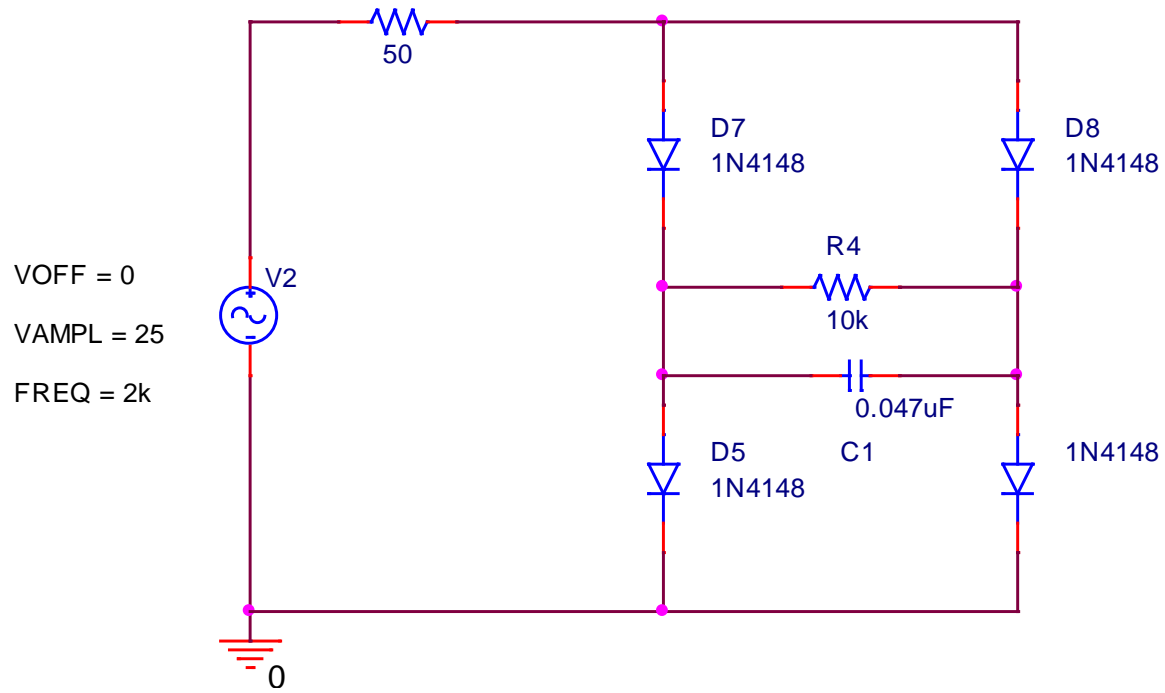 50
D7
1N4148
D8
1N4148
R4
10k
V2
VOFF = 0
VAMPL = 25
FREQ = 2k
0.047uF
C1
D5
1N4148
1N4148
0